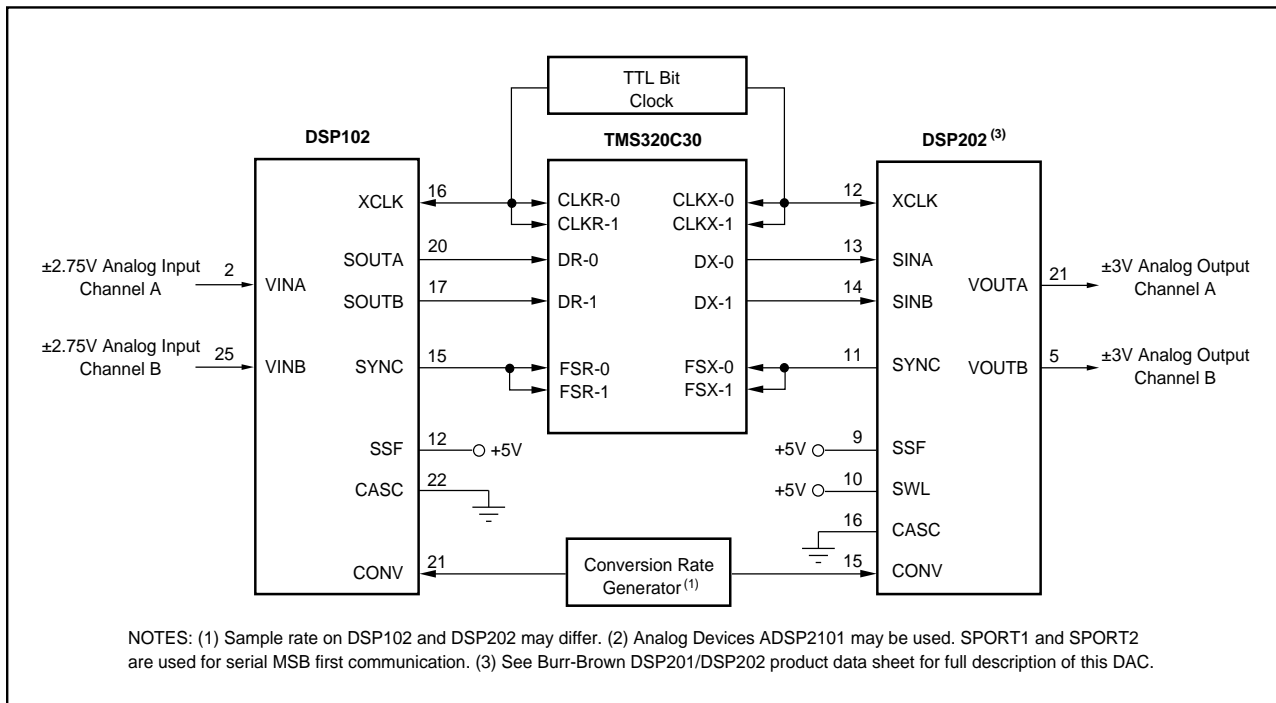 TTL Bit
Clock
DSP102
TMS320C30
DSP202 (3)
XCLK
16
CLKR-0
CLKX-0
12
XCLK
CLKR-1
CLKX-1
SOUTA
20
DR-0
DX-0
13
SINA
±2.75V Analog Input
Channel A
2
VINA
VOUTA
21
±3V Analog Output
Channel A
SOUTB
17
DR-1
DX-1
14
SINB
±2.75V Analog Input
Channel B
25
VINB
SYNC
15
FSR-0
FSX-0
11
SYNC
VOUTB
5
±3V Analog Output
Channel B
FSR-1
FSX-1
SSF
12
+5V
+5V
9
SSF
CASC
22
+5V
10
SWL
16
CASC
CONV
21
Conversion Rate
Generator (1)
15
CONV
NOTES: (1) Sample rate on DSP102 and DSP202 may differ. (2) Analog Devices ADSP2101 may be used. SPORT1 and SPORT2
are used for serial MSB first communication. (3) See Burr-Brown DSP201/DSP202 product data sheet for full description of this DAC.